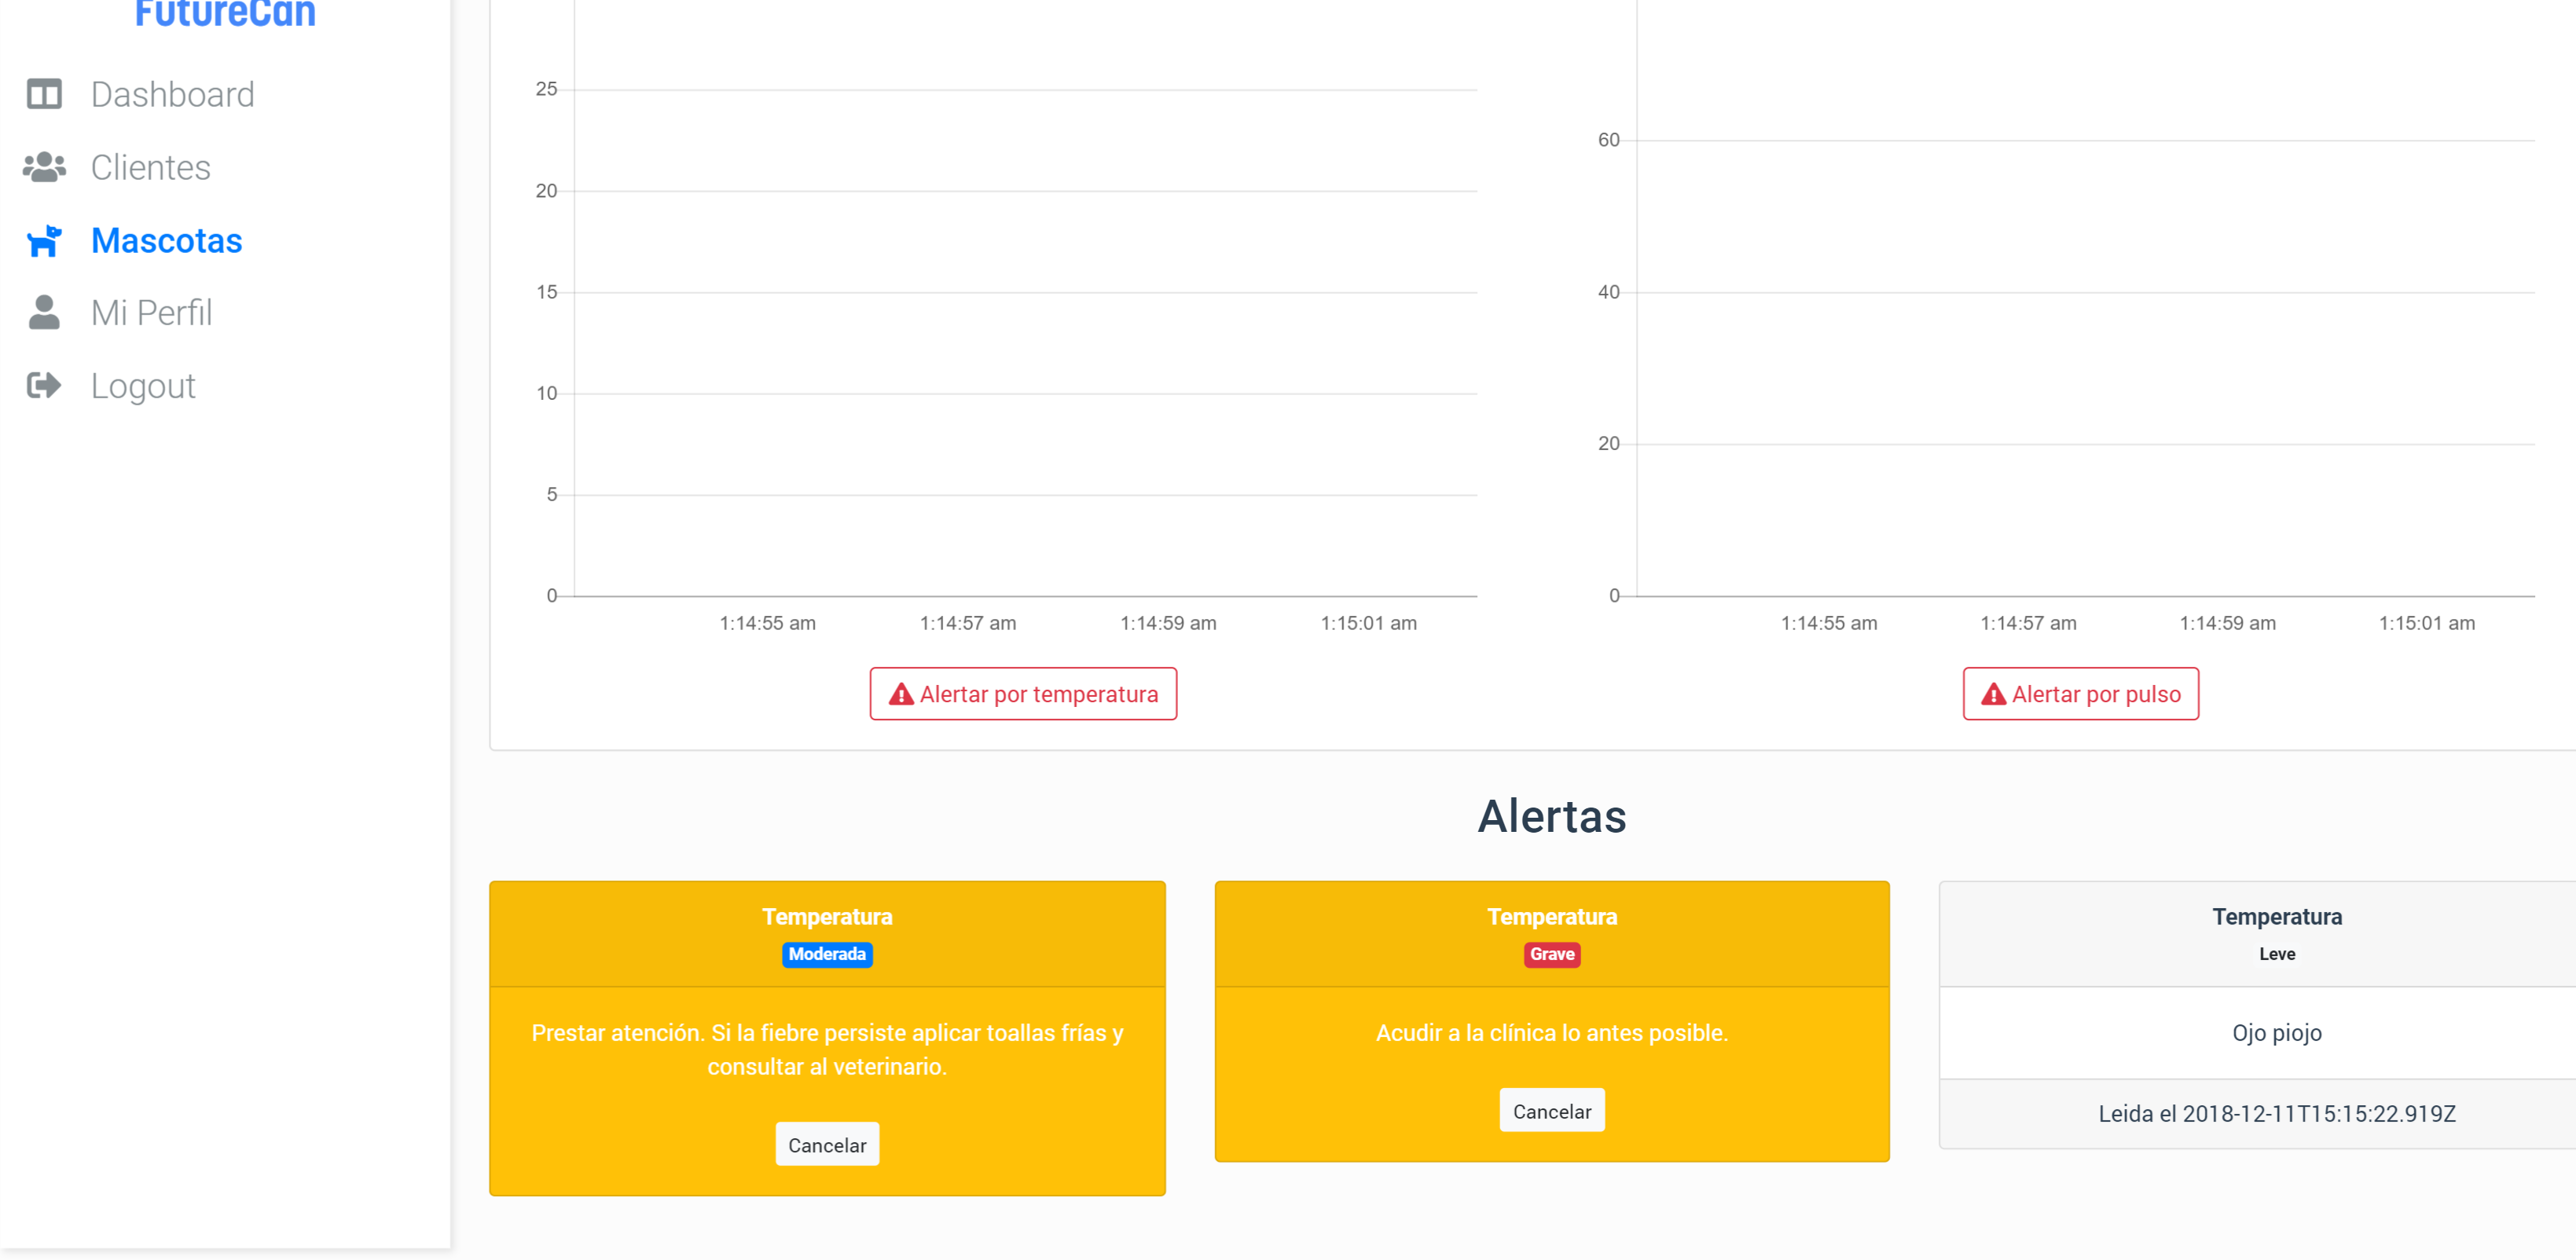 FutureCan
Dashboard
Clientes
Mascotas
Mi Perfil
Logout
25
20
15
10
5
0
1:14:55 am
1:14:57 am
1:14:59 am
1:15:01 am
Alertar por temperatura
60
40
20
0
1:14:55 am
1:14:57 am
1:14:59 am
1:15:01 am
Alertar por pulso
Alertas
Temperatura
Moderada
Prestar atención. Si la fiebre persiste aplicar toallas frías y
consultar al veterinario.
Cancelar
Temperatura
Grave
Acudir a la clínica lo antes posible.
Cancelar
Temperatura
Leve
Ojo piojo
Leida el 2018-12-11T15:15:22.919Z